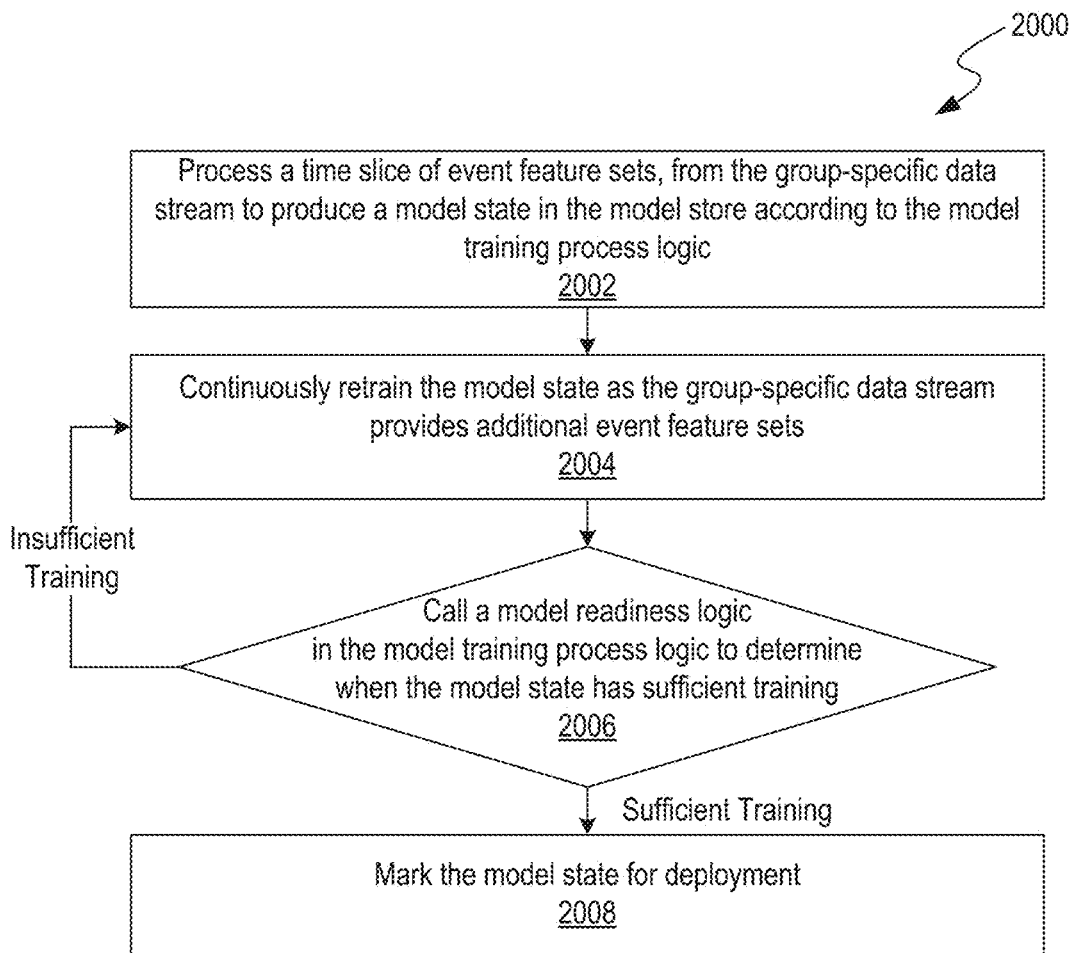 2000
Process a time slice of event feature sets, from the group-specific data
stream to produce a model state in the model store according to the model
training process logic
2002
Continuously retrain the model state as the group-specific data stream
provides additional event feature sets
2004
Insufficient
Training
Call a model readiness logic
in the model training process logic to determine
when the model state has sufficient training
2006
Sufficient Training
Mark the model state for deployment
2008